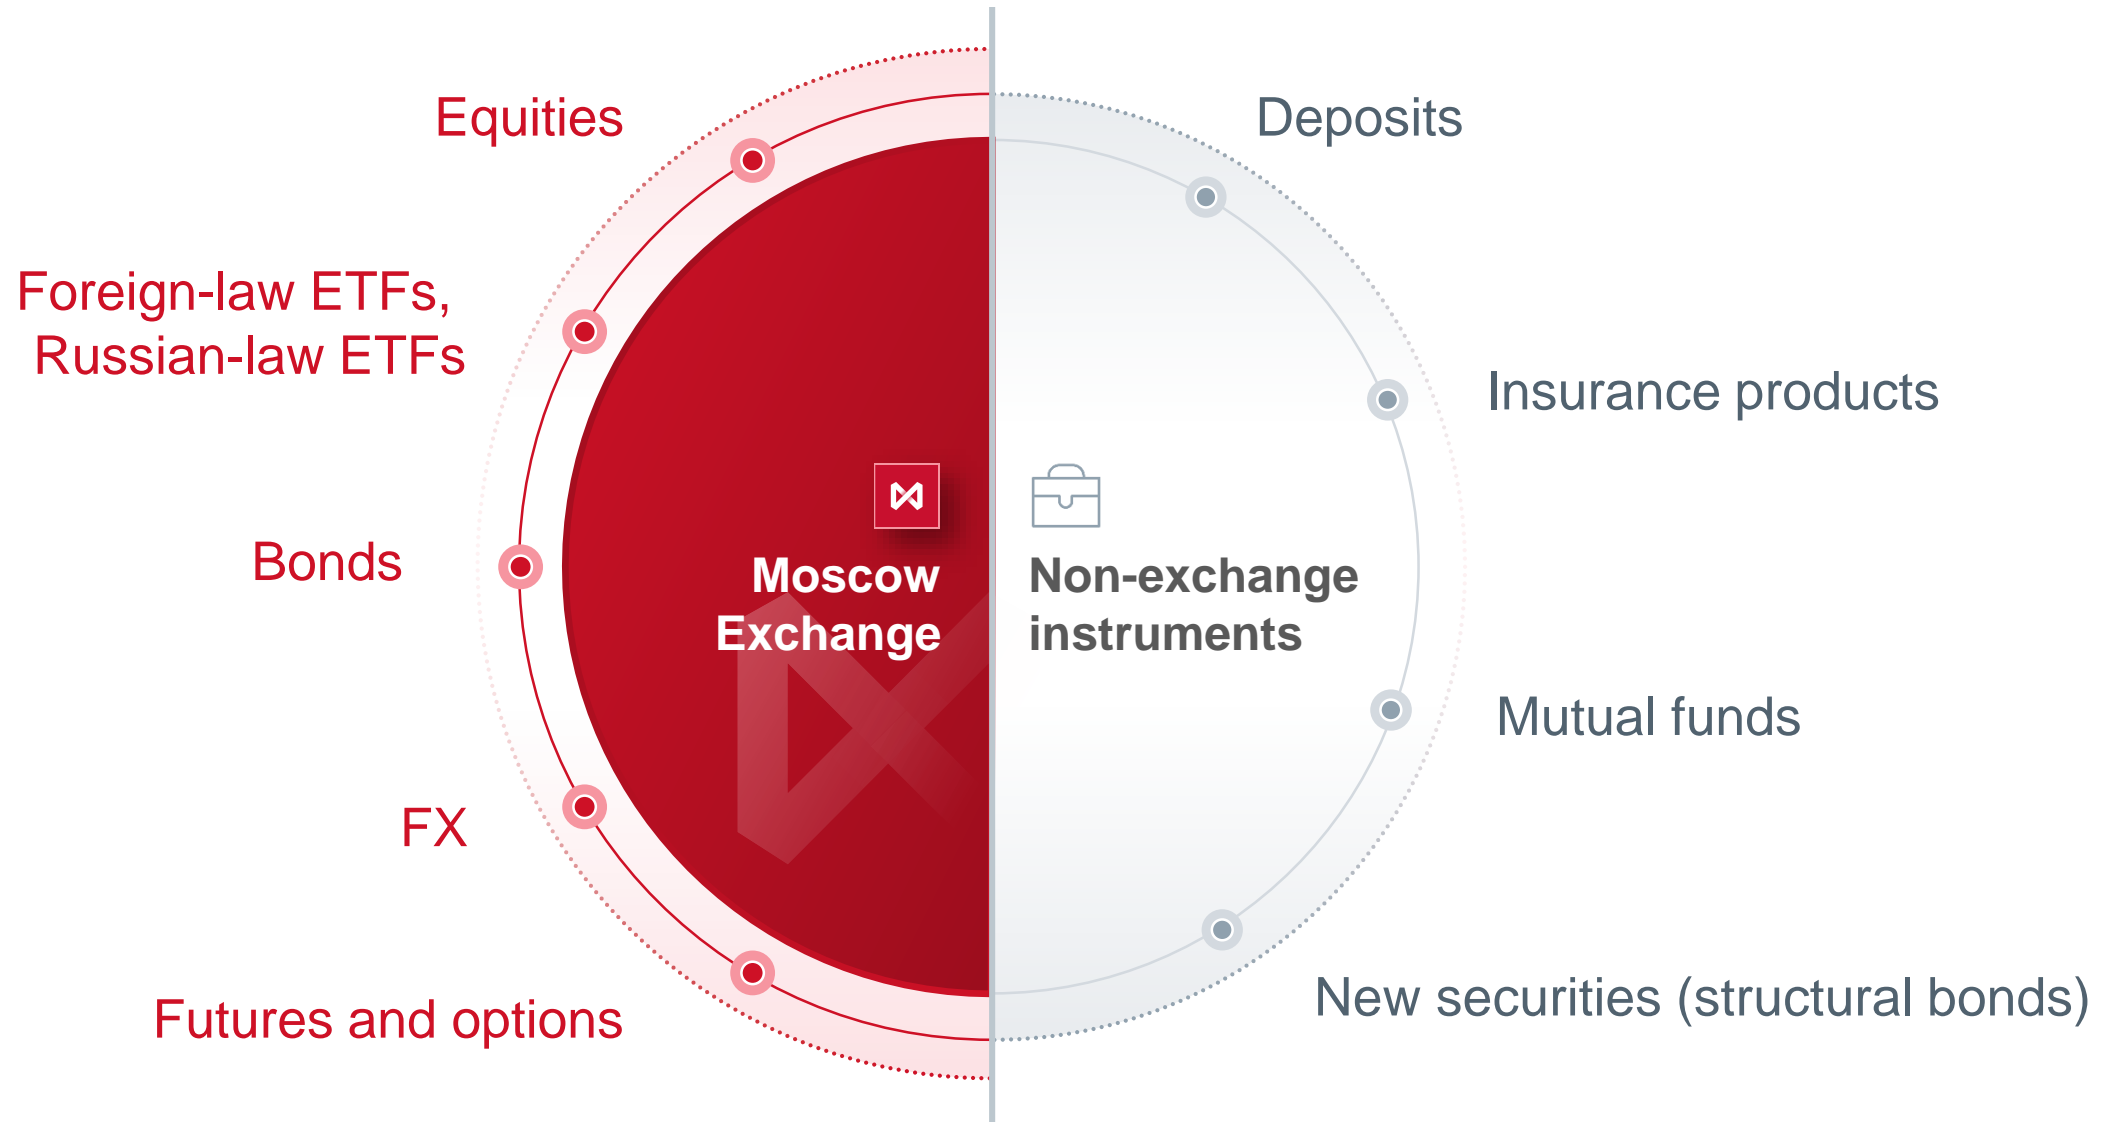 Equities
Foreign-law ETFs,
Russian-law ETFs
Bonds
FX
Futures and options
Moscow
Exchange
Non-exchange
instruments
Deposits
Insurance products
Mutual funds
New securities (structural bonds)